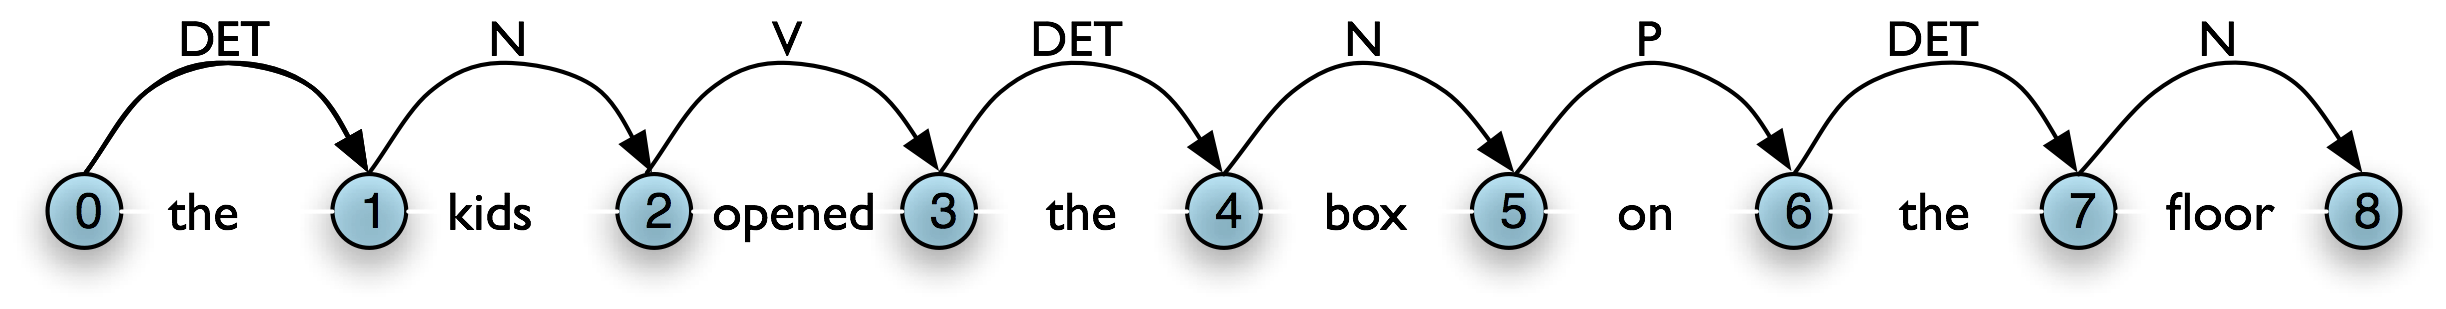 DET N V DET N P DET N
0 the 1 kids 2 opened 3 the 4 box 5 on 6 the 7 floor 8